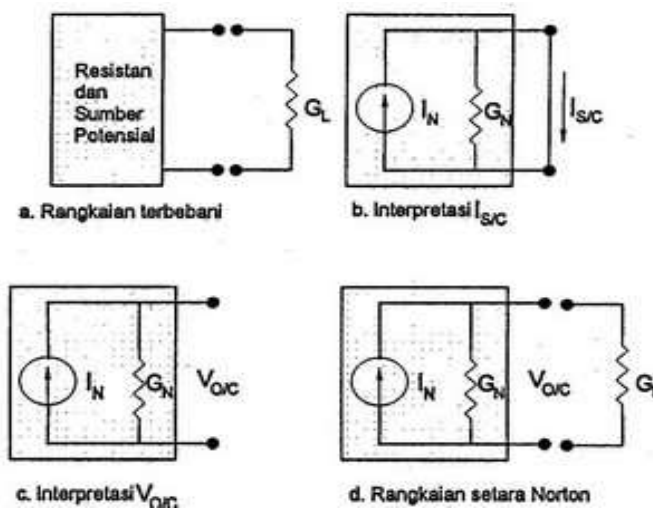 Resistan
dan
Sumber
Potensial
G_L
a. Rangkaian terbebani
I_N
G_N
I_S/C
b. Interpretasi I_S/C
I_N
G_N
V_O/C
c. Interpretasi V_O/C
I_N
G_N
V_O/C
G
d. Rangkaian setara Norton